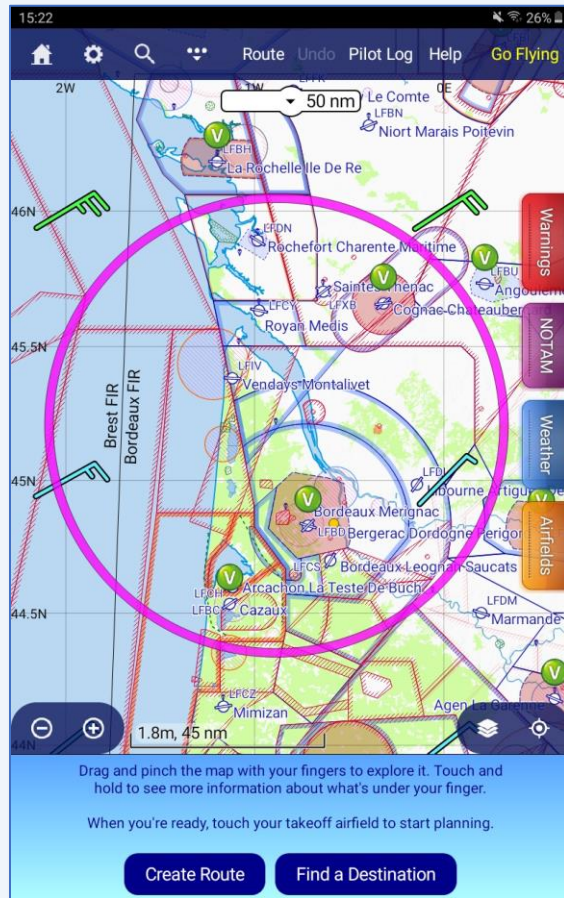 15:22
26%
Route Undo Pilot Log Help Go Flying
2W
1W
0E
50 nm
Le Comte
LFBN
Niort Marais Poitevin
LFBH
La Rochelle Ile De Re
46N
LFDN
Rochefort Charente Maritime
Warnings
LFBU
LFXB
Cognac-Chateaubernard
LFCY
Royan Medis
45.5N
NOTAM
LFIV
Vendays Montalivet
Brest FIR
Bordeaux FIR
Weather
45N
LFDI
Bordeaux Merignac
LFBD
Bergerac Dordogne Perigor
Airfields
LFCS
Bordeaux Leognan Saucats
LFCH
Arcachon La Teste De Buch
LFBC
Cazaux
44.5N
LFDM
Marmande
LFCZ
Mimizan
Agen La Garenne
1.8m, 45 nm
44N
Drag and pinch the map with your fingers to explore it. Touch and
hold to see more information about what's under your finger.
When you're ready, touch your takeoff airfield to start planning.
Create Route Find a Destination